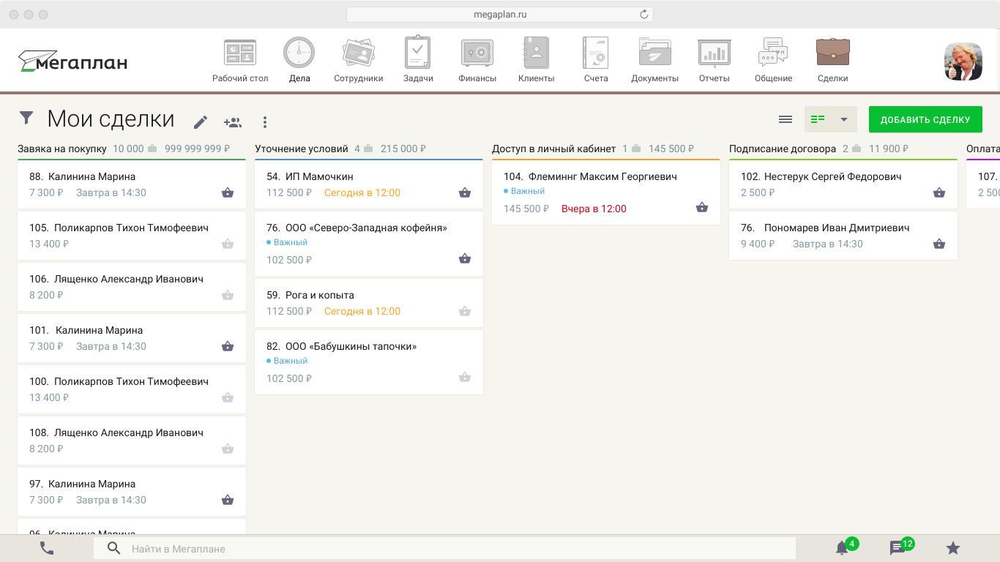 megaplan.ru
мегаплан
Рабочий стол
Дела
Сотрудники
Задачи
Финансы
Клиенты
Счета
Документы
Отчеты
Общение
Сделки
Мои сделки
ДОБАВИТЬ СДЕЛКУ
Завяка на покупку 10 000 999 999 999 ₽
88. Калинина Марина
7 300 ₽ Завтра в 14:30
105. Поликарпов Тихон Тимофеевич
13 400 ₽
106. Лященко Александр Иванович
8 200 ₽
101. Калинина Марина
7 300 ₽ Завтра в 14:30
100. Поликарпов Тихон Тимофеевич
13 400 ₽
108. Лященко Александр Иванович
8 200 ₽
97. Калинина Марина
7 300 ₽ Завтра в 14:30
96. Калинина Марина
Уточнение условий 4 215 000 ₽
54. ИП Мамочкин
112 500 ₽ Сегодня в 12:00
76. ООО «Северо-Западная кофейня»
Важный
102 500 ₽
59. Рога и копыта
112 500 ₽ Сегодня в 12:00
82. ООО «Бабушкины тапочки»
Важный
102 500 ₽
Доступ в личный кабинет 1 145 500 ₽
104. Флеминнг Максим Георгиевич
Важный
145 500 ₽ Вчера в 12:00
Подписание договора 2 11 900 ₽
102. Нестерук Сергей Федорович
2 500 ₽
76. Пономарев Иван Дмитриевич
9 400 ₽ Завтра в 14:30
Оплата
107.
2 500
Найти в Мегаплане
4
12